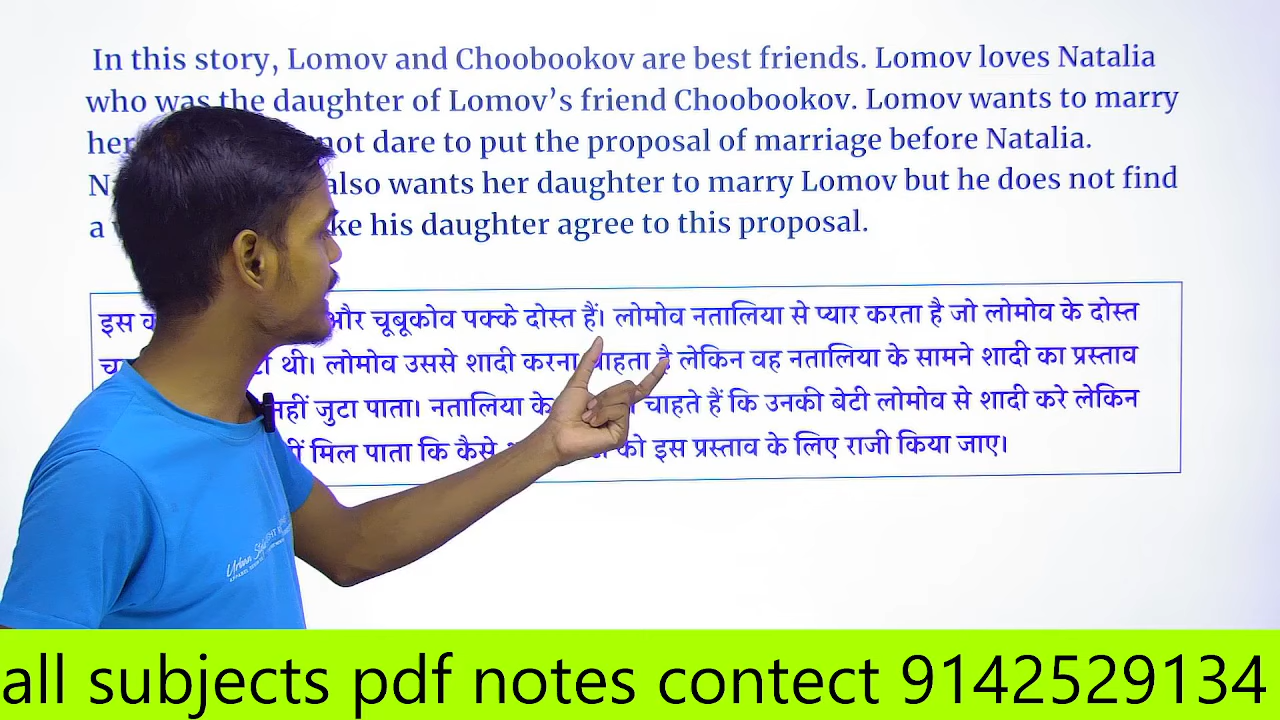 In this story, Lomov and Choobookov are best friends. Lomov loves Natalia
who was the daughter of Lomov's friend Choobookov. Lomov wants to marry
her not dare to put the proposal of marriage before Natalia.
also wants her daughter to marry Lomov but he does not find
a his daughter agree to this proposal.
इस और चूबूकोव पक्के दोस्त हैं। लोमोव नतालिया से प्यार करता है जो लोमोव के दोस्त
थी। लोमोव उससे शादी करना चाहता है लेकिन वह नतालिया के सामने शादी का प्रस्ताव
नहीं जुटा पाता। नतालिया के चाहते हैं कि उनकी बेटी लोमोव से शादी करे लेकिन
मिल पाता कि कैसे को इस प्रस्ताव के लिए राजी किया जाए।
Urban
all subjects pdf notes contect 9142529134